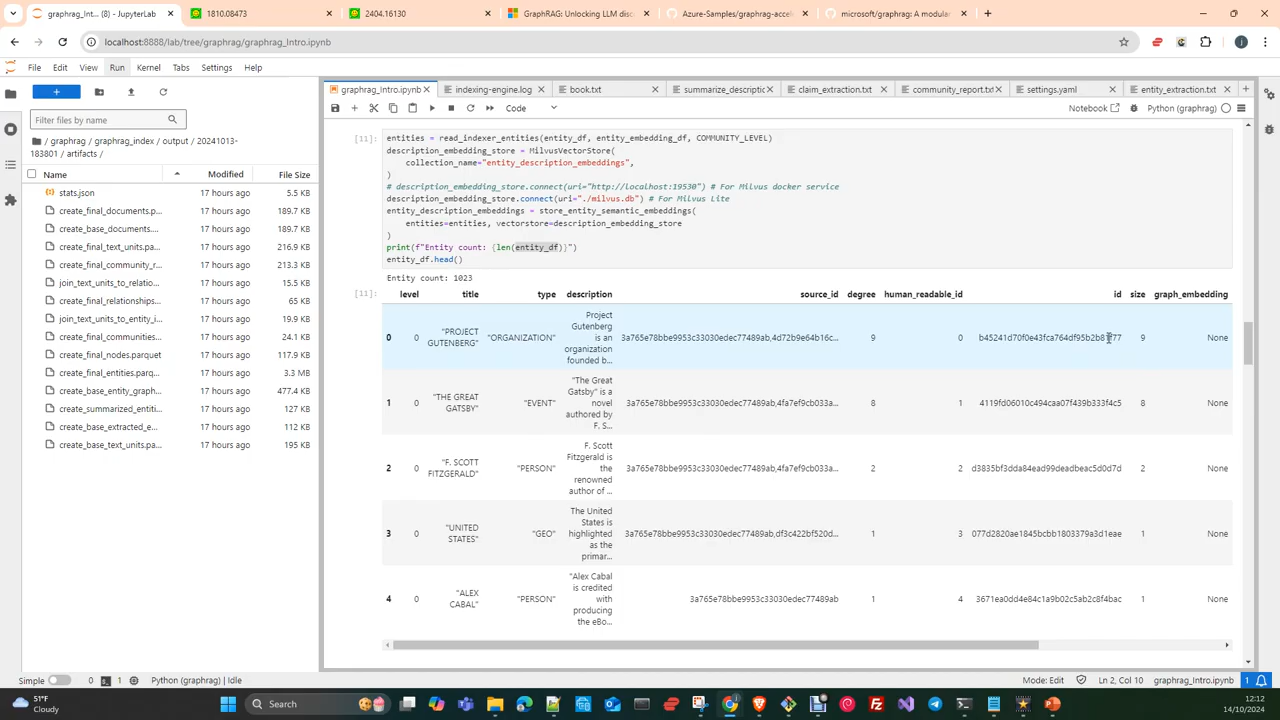 graphrag_Intro... (8) - JupyterLab
1810.08473
2404.16130
GraphRAG: Unlocking LLM disc
Azure-Samples/graphrag-accel
microsoft/graphrag: A modular
localhost:8888/lab/tree/graphrag/graphrag_Intro.ipynb
File Edit View Run Kernel Tabs Settings Help
graphrag_Intro.ipynb
indexing-engine.log
book.txt
summarize_descriptic
claim_extraction.txt
community_report.txt
settings.yaml
entity_extraction.txt
Code
Notebook
Python (graphrag)
Filter files by name
/ graphrag / graphrag_index / output / 20241013-
183801 / artifacts /
Name Modified File Size
stats.json 17 hours ago 5.5 KB
create_final_documents.p... 17 hours ago 189.7 KB
create_base_documents.... 17 hours ago 189.7 KB
create_final_text_units.pa... 17 hours ago 216.9 KB
create_final_community_r... 17 hours ago 213.3 KB
join_text_units_to_relatio... 17 hours ago 15.5 KB
create_final_relationships... 17 hours ago 65 KB
join_text_units_to_entity_i... 17 hours ago 19.9 KB
create_final_communities... 17 hours ago 24.1 KB
create_final_nodes.parquet 17 hours ago 117.9 KB
create_final_entities.parq... 17 hours ago 3.3 MB
create_base_entity_graph... 17 hours ago 477.4 KB
create_summarized_entiti... 17 hours ago 127 KB
create_base_extracted_e... 17 hours ago 112 KB
create_base_text_units.pa... 17 hours ago 195 KB
[11]: entities = read_indexer_entities(entity_df, entity_embedding_df, COMMUNITY_LEVEL)
description_embedding_store = MilvusVectorStore(
collection_name="entity_description_embeddings",
)
# description_embedding_store.connect(uri="http://localhost:19530") # For Milvus docker service
description_embedding_store.connect(uri="./milvus.db") # For Milvus Lite
entity_description_embeddings = store_entity_semantic_embeddings(
entities=entities, vectorstore=description_embedding_store
)
print(f"Entity count: {len(entity_df)}")
entity_df.head()
Entity count: 1023
[11]: level title type description source_id degree human_readable_id id size graph_embedding
0 0 "PROJECT GUTENBERG" "ORGANIZATION" Project Gutenberg is an organization founded b... 3a765e78bbe9953c33030edec77489ab,4d72b9e64b16c... 9 0 9 None
1 0 "THE GREAT GATSBY" "EVENT" "The Great Gatsby" is a novel authored by F. S... 3a765e78bbe9953c33030edec77489ab,4fa7ef9cb033a... 8 1 4119fd06010c494caa07f439b333f4c5 8 None
2 0 "F. SCOTT FITZGERALD" "PERSON" F. Scott Fitzgerald is the renowned author of ... 3a765e78bbe9953c33030edec77489ab,4fa7ef9cb033a... 2 2 d3835bf3dda84ead99deadbeac5d0d7d 2 None
3 0 "UNITED STATES" "GEO" The United States is highlighted as the primar... 3a765e78bbe9953c33030edec77489ab,df3c422bf520d... 1 3 077d2820ae1845bcbb1803379a3d1eae 1 None
4 0 "ALEX CABAL" "PERSON" "Alex Cabal is credited with producing the eBo... 3a765e78bbe9953c33030edec77489ab 1 4 3671ea0dd4e84c1a9b02c5ab2c8f4bac 1 None
Simple 0 1 Python (graphrag) | Idle
Mode: Edit Ln 2, Col 10 graphrag_Intro.ipynb 1
51°F
Cloudy
Search
12:12
14/10/2024